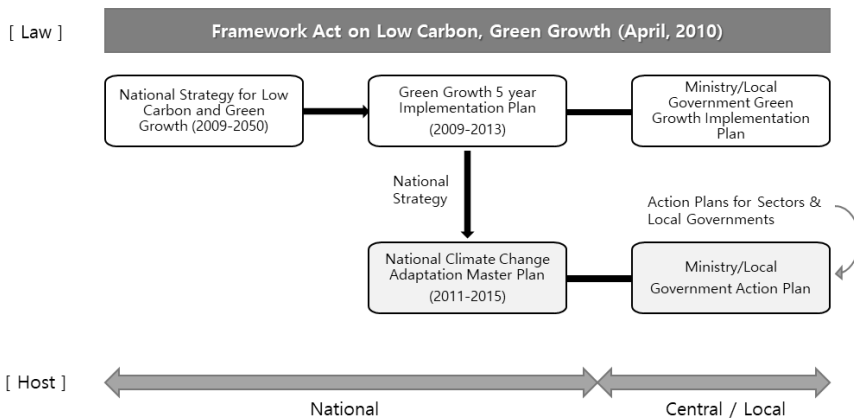 [ Law ]
Framework Act on Low Carbon, Green Growth (April, 2010)
National Strategy for Low
Carbon and Green
Growth (2009-2050)
Green Growth 5 year
Implementation Plan
(2009-2013)
Ministry/Local
Government Green
Growth Implementation
Plan
National
Strategy
Action Plans for Sectors &
Local Governments
National Climate Change
Adaptation Master Plan
(2011-2015)
Ministry/Local
Government Action Plan
[ Host ]
National
Central / Local